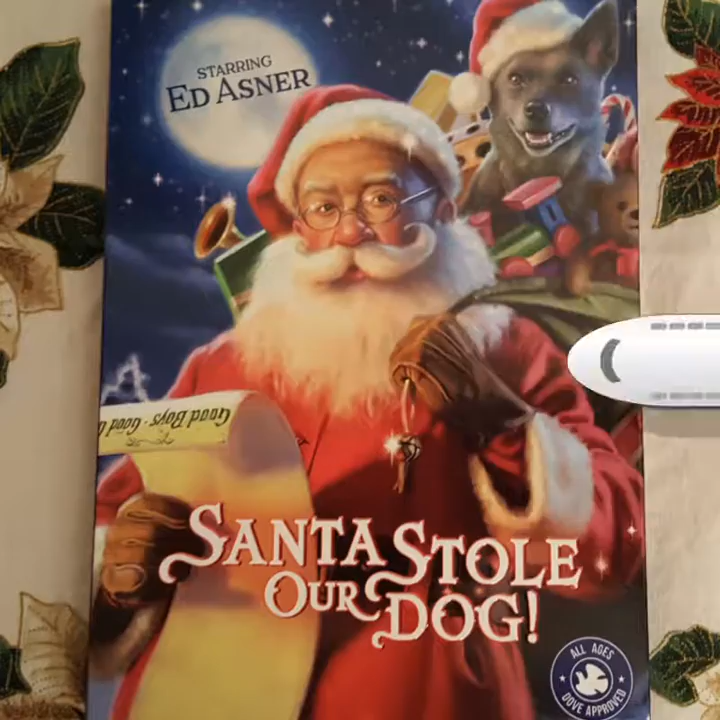 STARRING
ED ASNER
Good Boys · Good
SANTA STOLE
OUR DOG!
ALL AGES
DOVE APPROVED